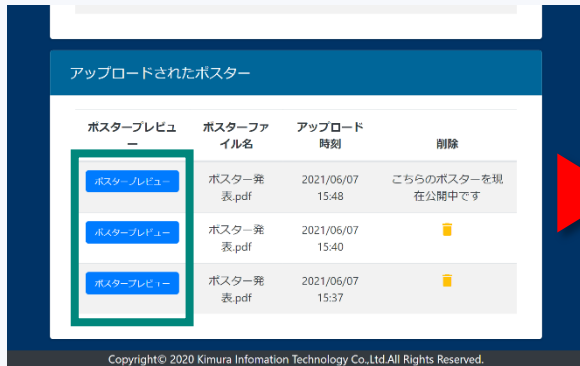 アップロードされたポスター
ポスタープレビュ
ー
ポスターファ
イル名
アップロード
時刻
削除
ポスタープレビュー
ポスター発
表.pdf
2021/06/07
15:48
こちらのポスターを現
在公開中です
ポスタープレビュー
ポスター発
表.pdf
2021/06/07
15:40
ポスタープレビュー
ポスター発
表.pdf
2021/06/07
15:37
Copyright© 2020 Kimura Infomation Technology Co.,Ltd.All Rights Reserved.